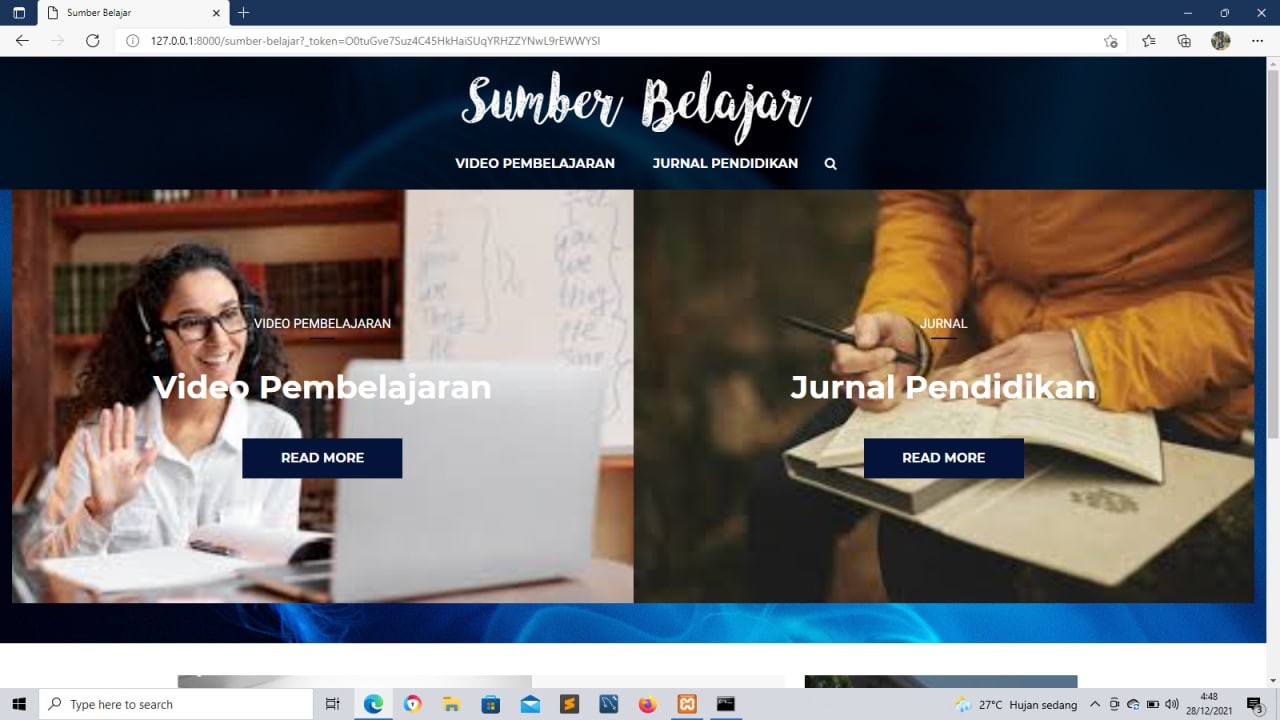 Sumber Belajar
127.0.0.1:8000/sumber-belajar?_token=O0tuGve7Suz4C45HkHaiSUqYRHZZYNwL9rEWWYSI
Sumber Belajar
VIDEO PEMBELAJARAN JURNAL PENDIDIKAN
VIDEO PEMBELAJARAN
Video Pembelajaran
READ MORE
JURNAL
Jurnal Pendidikan
READ MORE
Type here to search
27°C Hujan sedang
4:48
28/12/2021
3